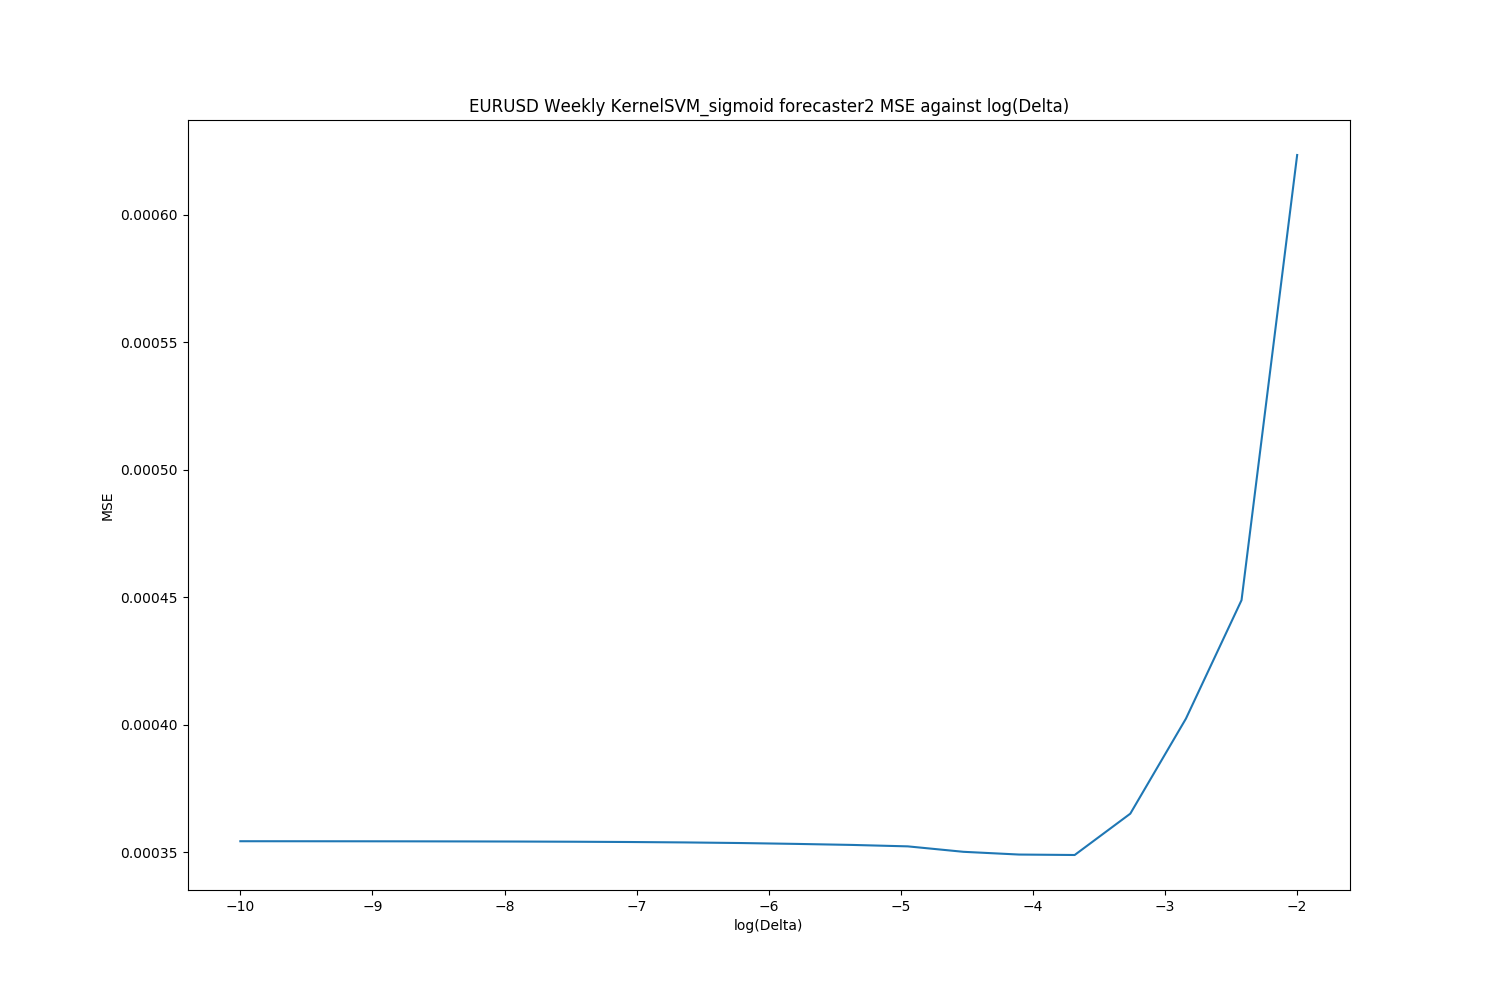 EURUSD Weekly KernelSVM_sigmoid forecaster2 MSE against log(Delta)
0.00060
0.00055
0.00050
MSE
0.00045
0.00040
0.00035
−10 −9 −8 −7 −6 −5 −4 −3 −2
log(Delta)